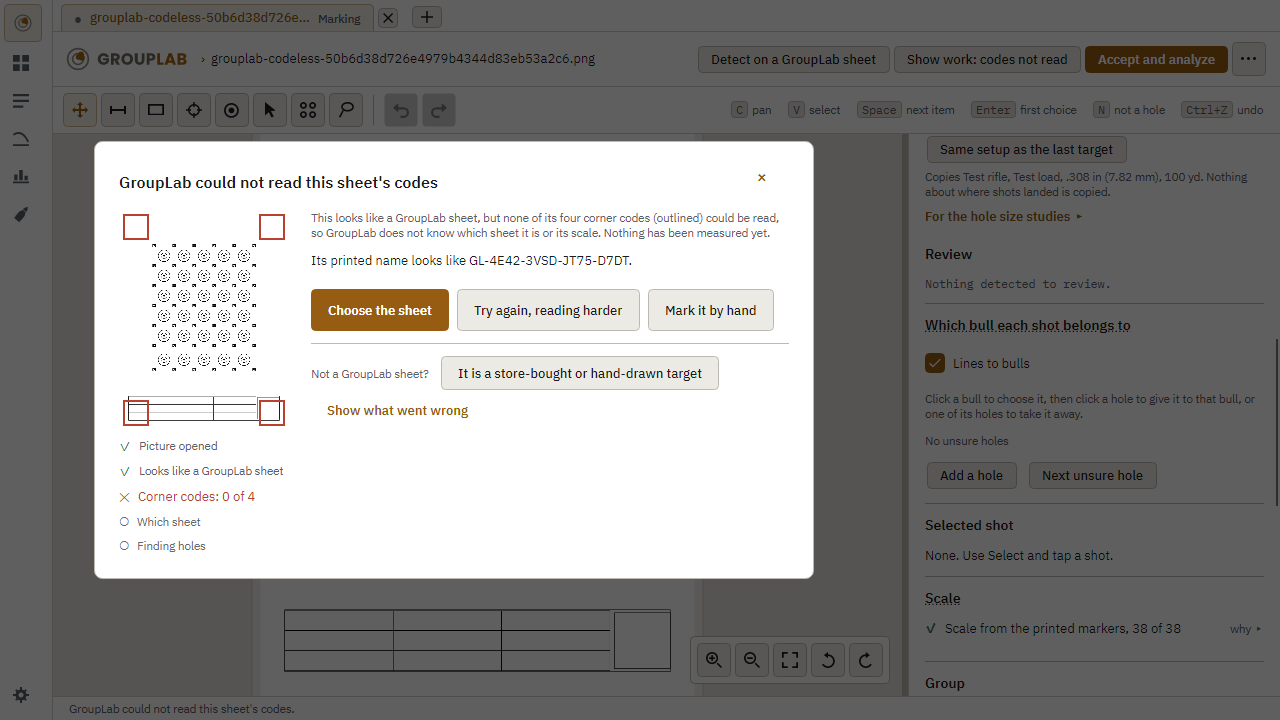 grouplab-codeless-50b6d38d726e... Marking
GROUPLAB › grouplab-codeless-50b6d38d726e4979b4344d83eb53a2c6.png
Detect on a GroupLab sheet
Show work: codes not read
Accept and analyze
C pan
V select
Space next item
Enter first choice
N not a hole
Ctrl+Z undo
GroupLab could not read this sheet's codes
This looks like a GroupLab sheet, but none of its four corner codes (outlined) could be read,
so GroupLab does not know which sheet it is or its scale. Nothing has been measured yet.
Its printed name looks like GL-4E42-3VSD-JT75-D7DT.
Choose the sheet
Try again, reading harder
Mark it by hand
Not a GroupLab sheet?
It is a store-bought or hand-drawn target
Show what went wrong
Picture opened
Looks like a GroupLab sheet
Corner codes: 0 of 4
Which sheet
Finding holes
Same setup as the last target
Copies Test rifle, Test load, .308 in (7.82 mm), 100 yd. Nothing
about where shots landed is copied.
For the hole size studies
Review
Nothing detected to review.
Which bull each shot belongs to
Lines to bulls
Click a bull to choose it, then click a hole to give it to that bull, or
one of its holes to take it away.
No unsure holes
Add a hole
Next unsure hole
Selected shot
None. Use Select and tap a shot.
Scale
Scale from the printed markers, 38 of 38
why
Group
GroupLab could not read this sheet's codes.